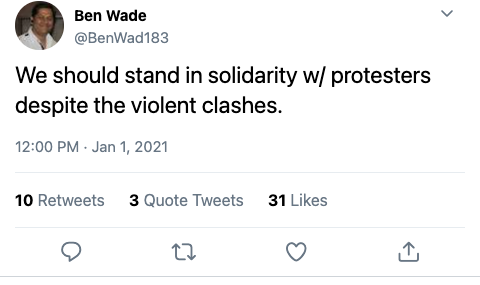 Ben Wade
@BenWad183
We should stand in solidarity w/ protesters
despite the violent clashes.
12:00 PM · Jan 1, 2021
10 Retweets 3 Quote Tweets 31 Likes